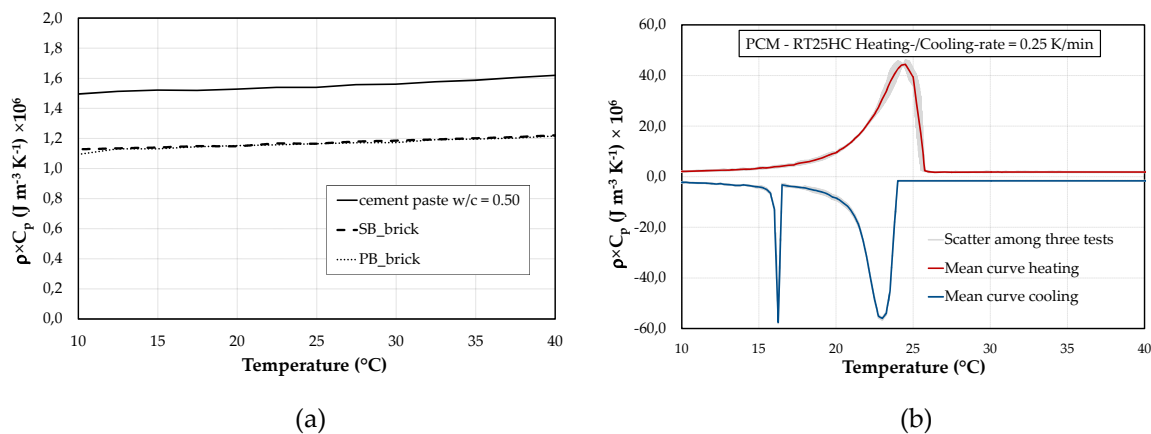 2,0
1,8
1,6
1,4
1,2
1,0
0,8
0,6
0,4
0,2
0,0
ρ×Cp (J m-3 K-1) ×10⁶
cement paste w/c = 0.50
SB_brick
PB_brick
10 15 20 25 30 35 40
Temperature (°C)
(a)
60,0
40,0
20,0
0,0
-20,0
-40,0
-60,0
ρ×Cp (J m-3 K-1) × 10⁶
PCM - RT25HC Heating-/Cooling-rate = 0.25 K/min
Scatter among three tests
Mean curve heating
Mean curve cooling
10 15 20 25 30 35 40
Temperature (°C)
(b)